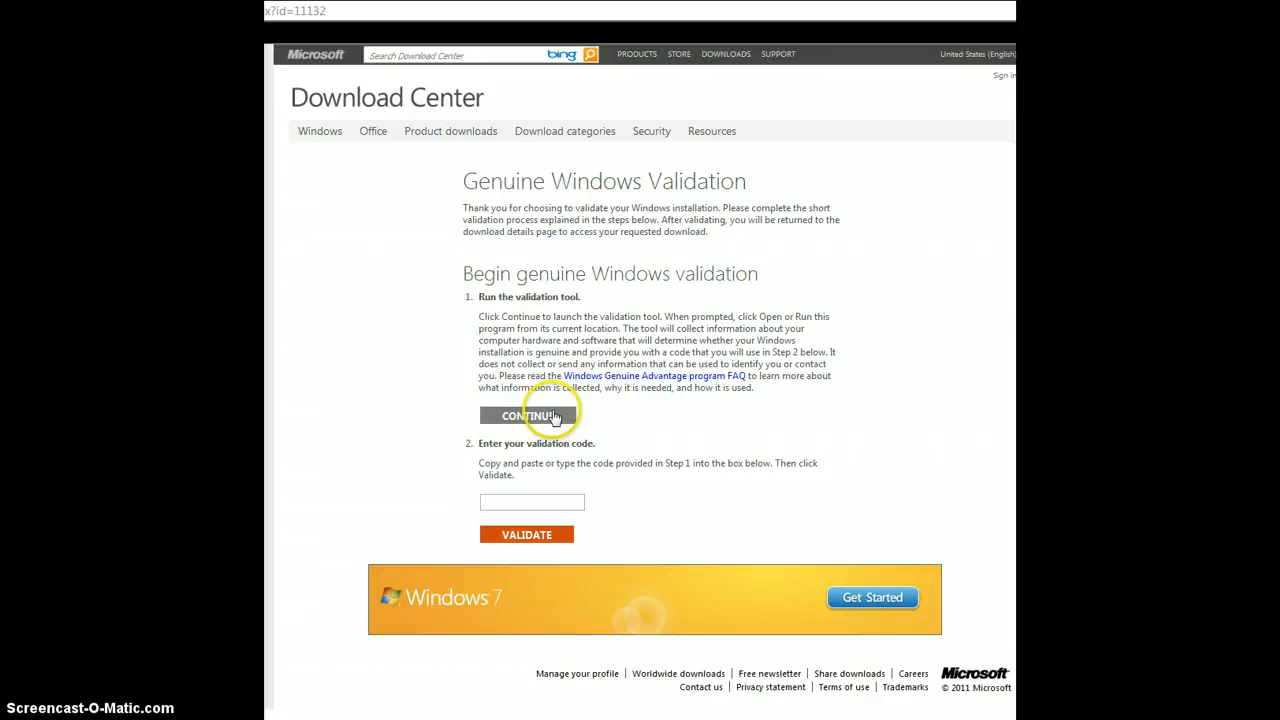 x?id=11132
Microsoft Search Download Center bing PRODUCTS STORE DOWNLOADS SUPPORT United States (English)
Sign in
Download Center
Windows Office Product downloads Download categories Security Resources
Genuine Windows Validation
Thank you for choosing to validate your Windows installation. Please complete the short
validation process explained in the steps below. After validating, you will be returned to the
download details page to access your requested download.
Begin genuine Windows validation
1. Run the validation tool.
Click Continue to launch the validation tool. When prompted, click Open or Run this
program from its current location. The tool will collect information about your
computer hardware and software that will determine whether your Windows
installation is genuine and provide you with a code that you will use in Step 2 below. It
does not collect or send any information that can be used to identify you or contact
you. Please read the Windows Genuine Advantage program FAQ to learn more about
what information is collected, why it is needed, and how it is used.
CONTINUE
2. Enter your validation code.
Copy and paste or type the code provided in Step 1 into the box below. Then click
Validate.
VALIDATE
Windows 7 Get Started
Manage your profile | Worldwide downloads | Free newsletter | Share downloads | Careers Microsoft
Contact us | Privacy statement | Terms of use | Trademarks © 2011 Microsoft
Screencast-O-Matic.com